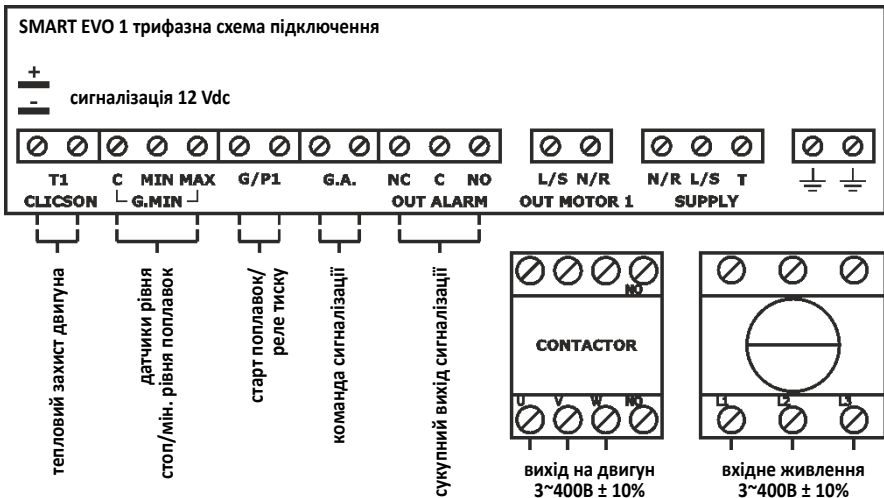 SMART EVO 1 трифазна схема підключення
+
-
сигналізація 12 Vdc
T1 C MIN MAX G/P1 G.A. NC C NO L/S N/R N/R L/S T
CLICSON G.MIN OUT ALARM OUT MOTOR 1 SUPPLY
тепловий захист двигуна
датчики рівня
стоп/мін. рівня поплавок
старт поплавок/
реле тиску
команда сигналізації
сукупний вихід сигналізації
NO
CONTACTOR
U V W NO
L1 L2 L3
вихід на двигун
3~400В ± 10%
вхідне живлення
3~400В ± 10%